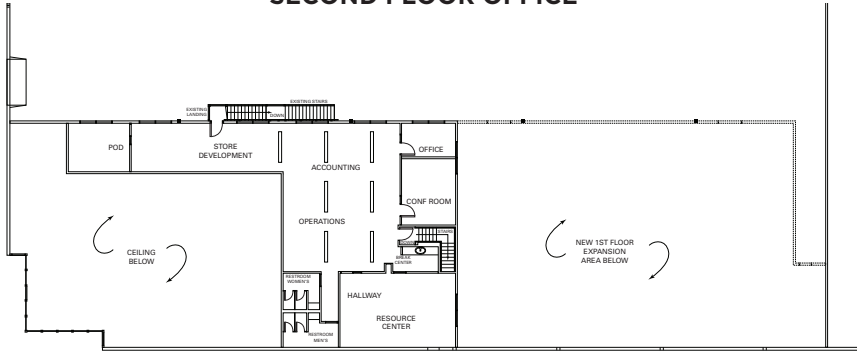 SECOND FLOOR OFFICE
EXISTING
LANDING
EXISTING STAIRS
DOWN
POD
STORE
DEVELOPMENT
ACCOUNTING
OFFICE
CONF ROOM
OPERATIONS
STAIRS
BREAK
CENTER
CEILING
BELOW
NEW 1ST FLOOR
EXPANSION
AREA BELOW
RESTROOM
WOMEN'S
HALLWAY
RESOURCE
CENTER
RESTROOM
MEN'S